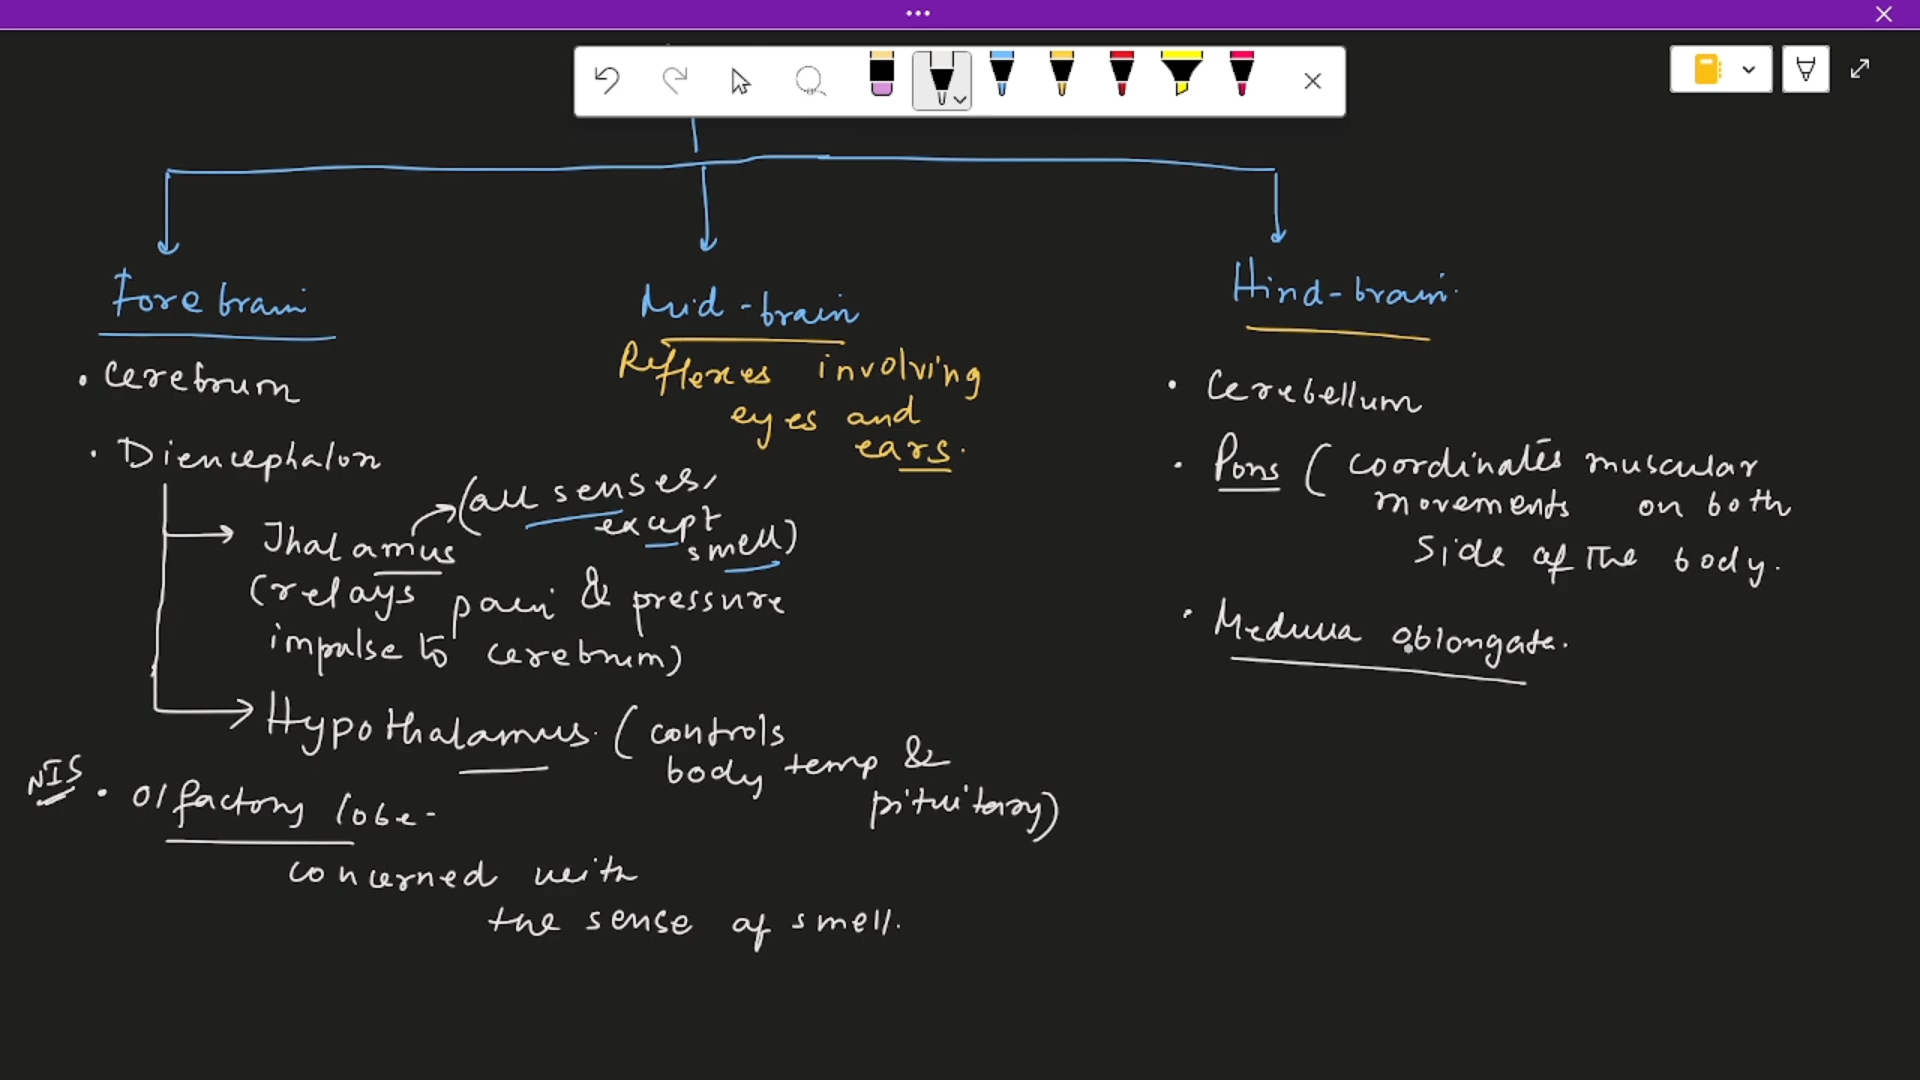 Forebrain
• Cerebrum
• Diencephalon
Thalamus
(all senses,
except
smell)
(relays pain & pressure
impulse to cerebrum)
Hypothalamus. (controls
body temp &
pituitary)
NIS
• Olfactory lobe -
concerned with
the sense of smell.
Mid-brain
Reflexes involving
eyes and
ears.
Hind-brain.
• Cerebellum
• Pons ( coordinates muscular
movements on both
side of the body.
• Medulla oblongata.